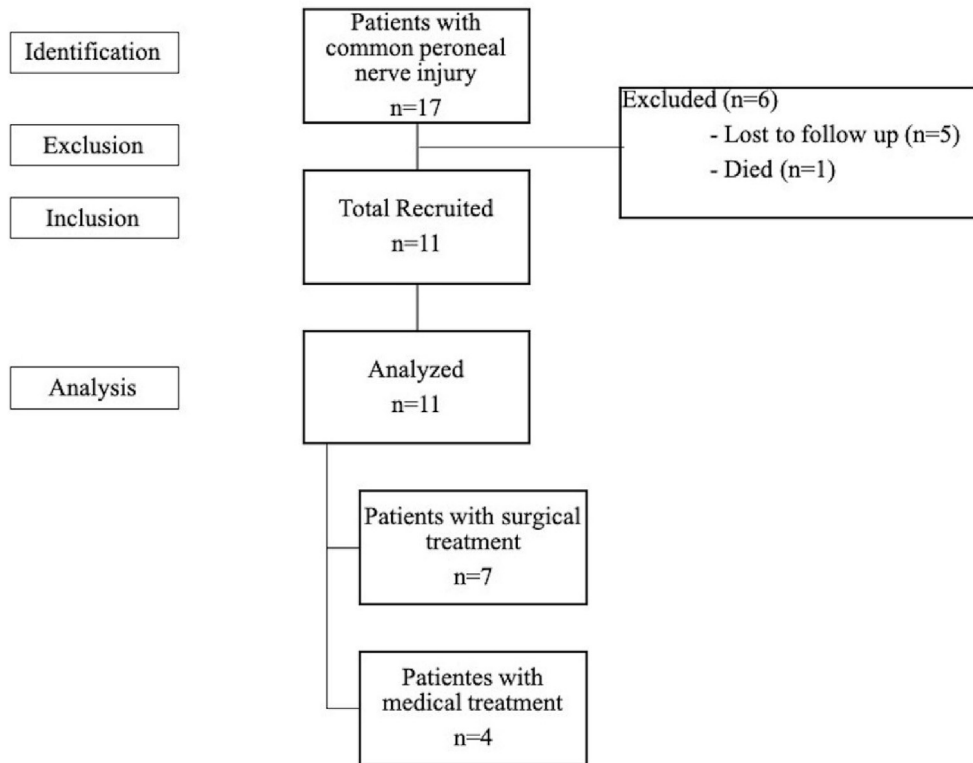 Identification
Patients with
common peroneal
nerve injury
n=17
Excluded (n=6)
- Lost to follow up (n=5)
- Died (n=1)
Exclusion
Inclusion
Total Recruited
n=11
Analysis
Analyzed
n=11
Patients with surgical
treatment
n=7
Patientes with
medical treatment
n=4